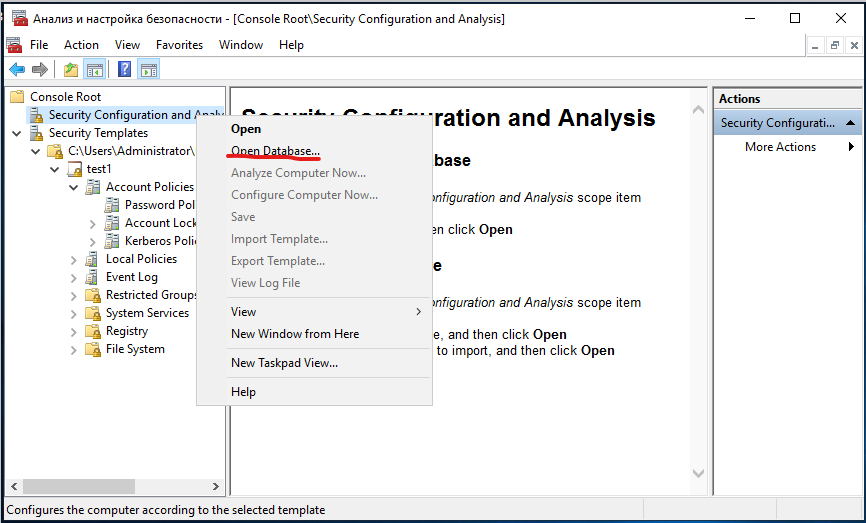 Анализ и настройка безопасности - [Console Root\Security Configuration and Analysis]
File Action View Favorites Window Help
Console Root
Security Configuration and Analy
Security Templates
C:\Users\Administrator\
test1
Account Policies
Password Pol
Account Lock
Kerberos Polic
Local Policies
Event Log
Restricted Groups
System Services
Registry
File System
Open
Open Database...
Analyze Computer Now...
Configure Computer Now...
Save
Import Template...
Export Template...
View Log File
View
New Window from Here
New Taskpad View...
Help
Security Configuration and Analysis
abase
onfiguration and Analysis scope item
en click Open
e
onfiguration and Analysis scope item
e, and then click Open
to import, and then click Open
Actions
Security Configurati...
More Actions
Configures the computer according to the selected template